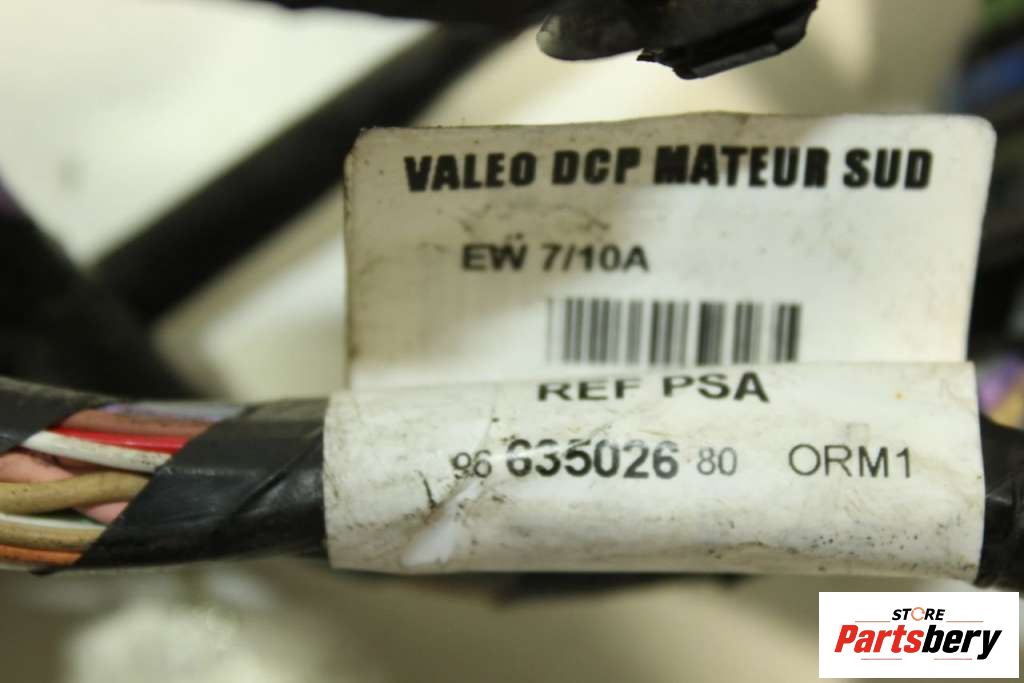 VALEO DCP MATEUR SUD
EW 7/10A
REF PSA
96 635026 80 ORM1
STORE
Partsbery